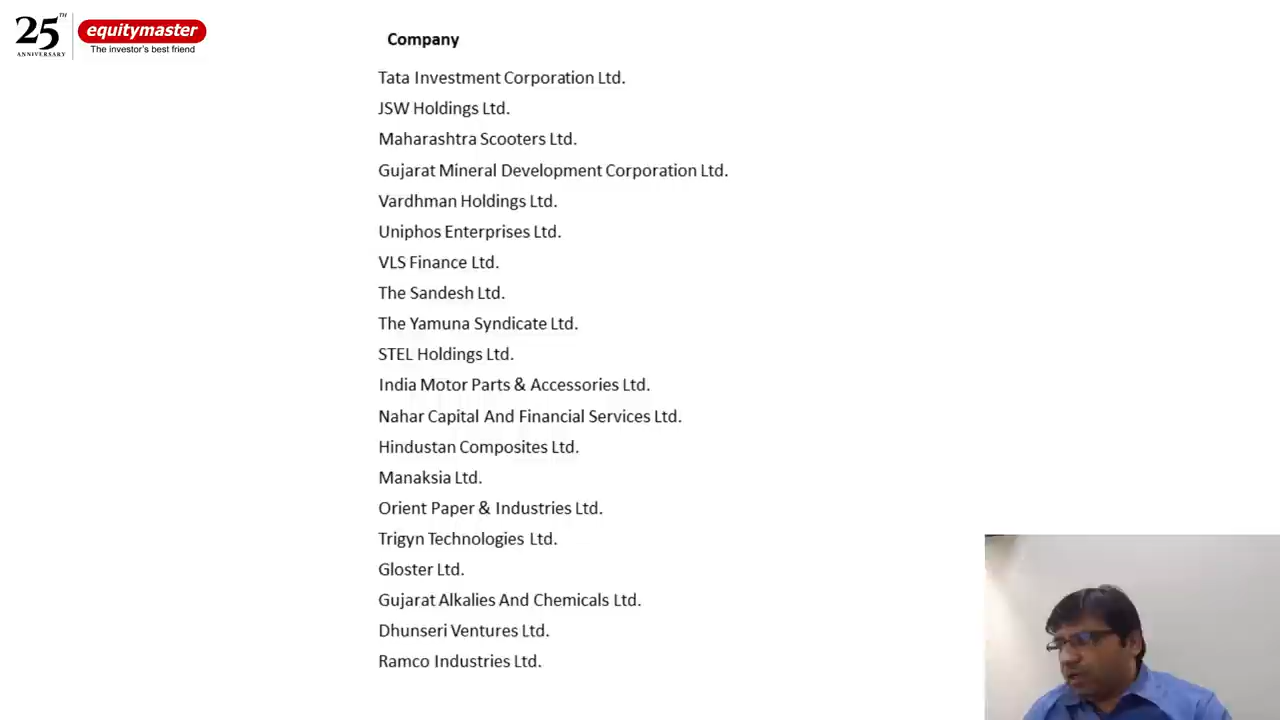 25TH
ANNIVERSARY
equitymaster
The investor's best friend
Company
Tata Investment Corporation Ltd.
JSW Holdings Ltd.
Maharashtra Scooters Ltd.
Gujarat Mineral Development Corporation Ltd.
Vardhman Holdings Ltd.
Uniphos Enterprises Ltd.
VLS Finance Ltd.
The Sandesh Ltd.
The Yamuna Syndicate Ltd.
STEL Holdings Ltd.
India Motor Parts & Accessories Ltd.
Nahar Capital And Financial Services Ltd.
Hindustan Composites Ltd.
Manaksia Ltd.
Orient Paper & Industries Ltd.
Trigyn Technologies Ltd.
Gloster Ltd.
Gujarat Alkalies And Chemicals Ltd.
Dhunseri Ventures Ltd.
Ramco Industries Ltd.